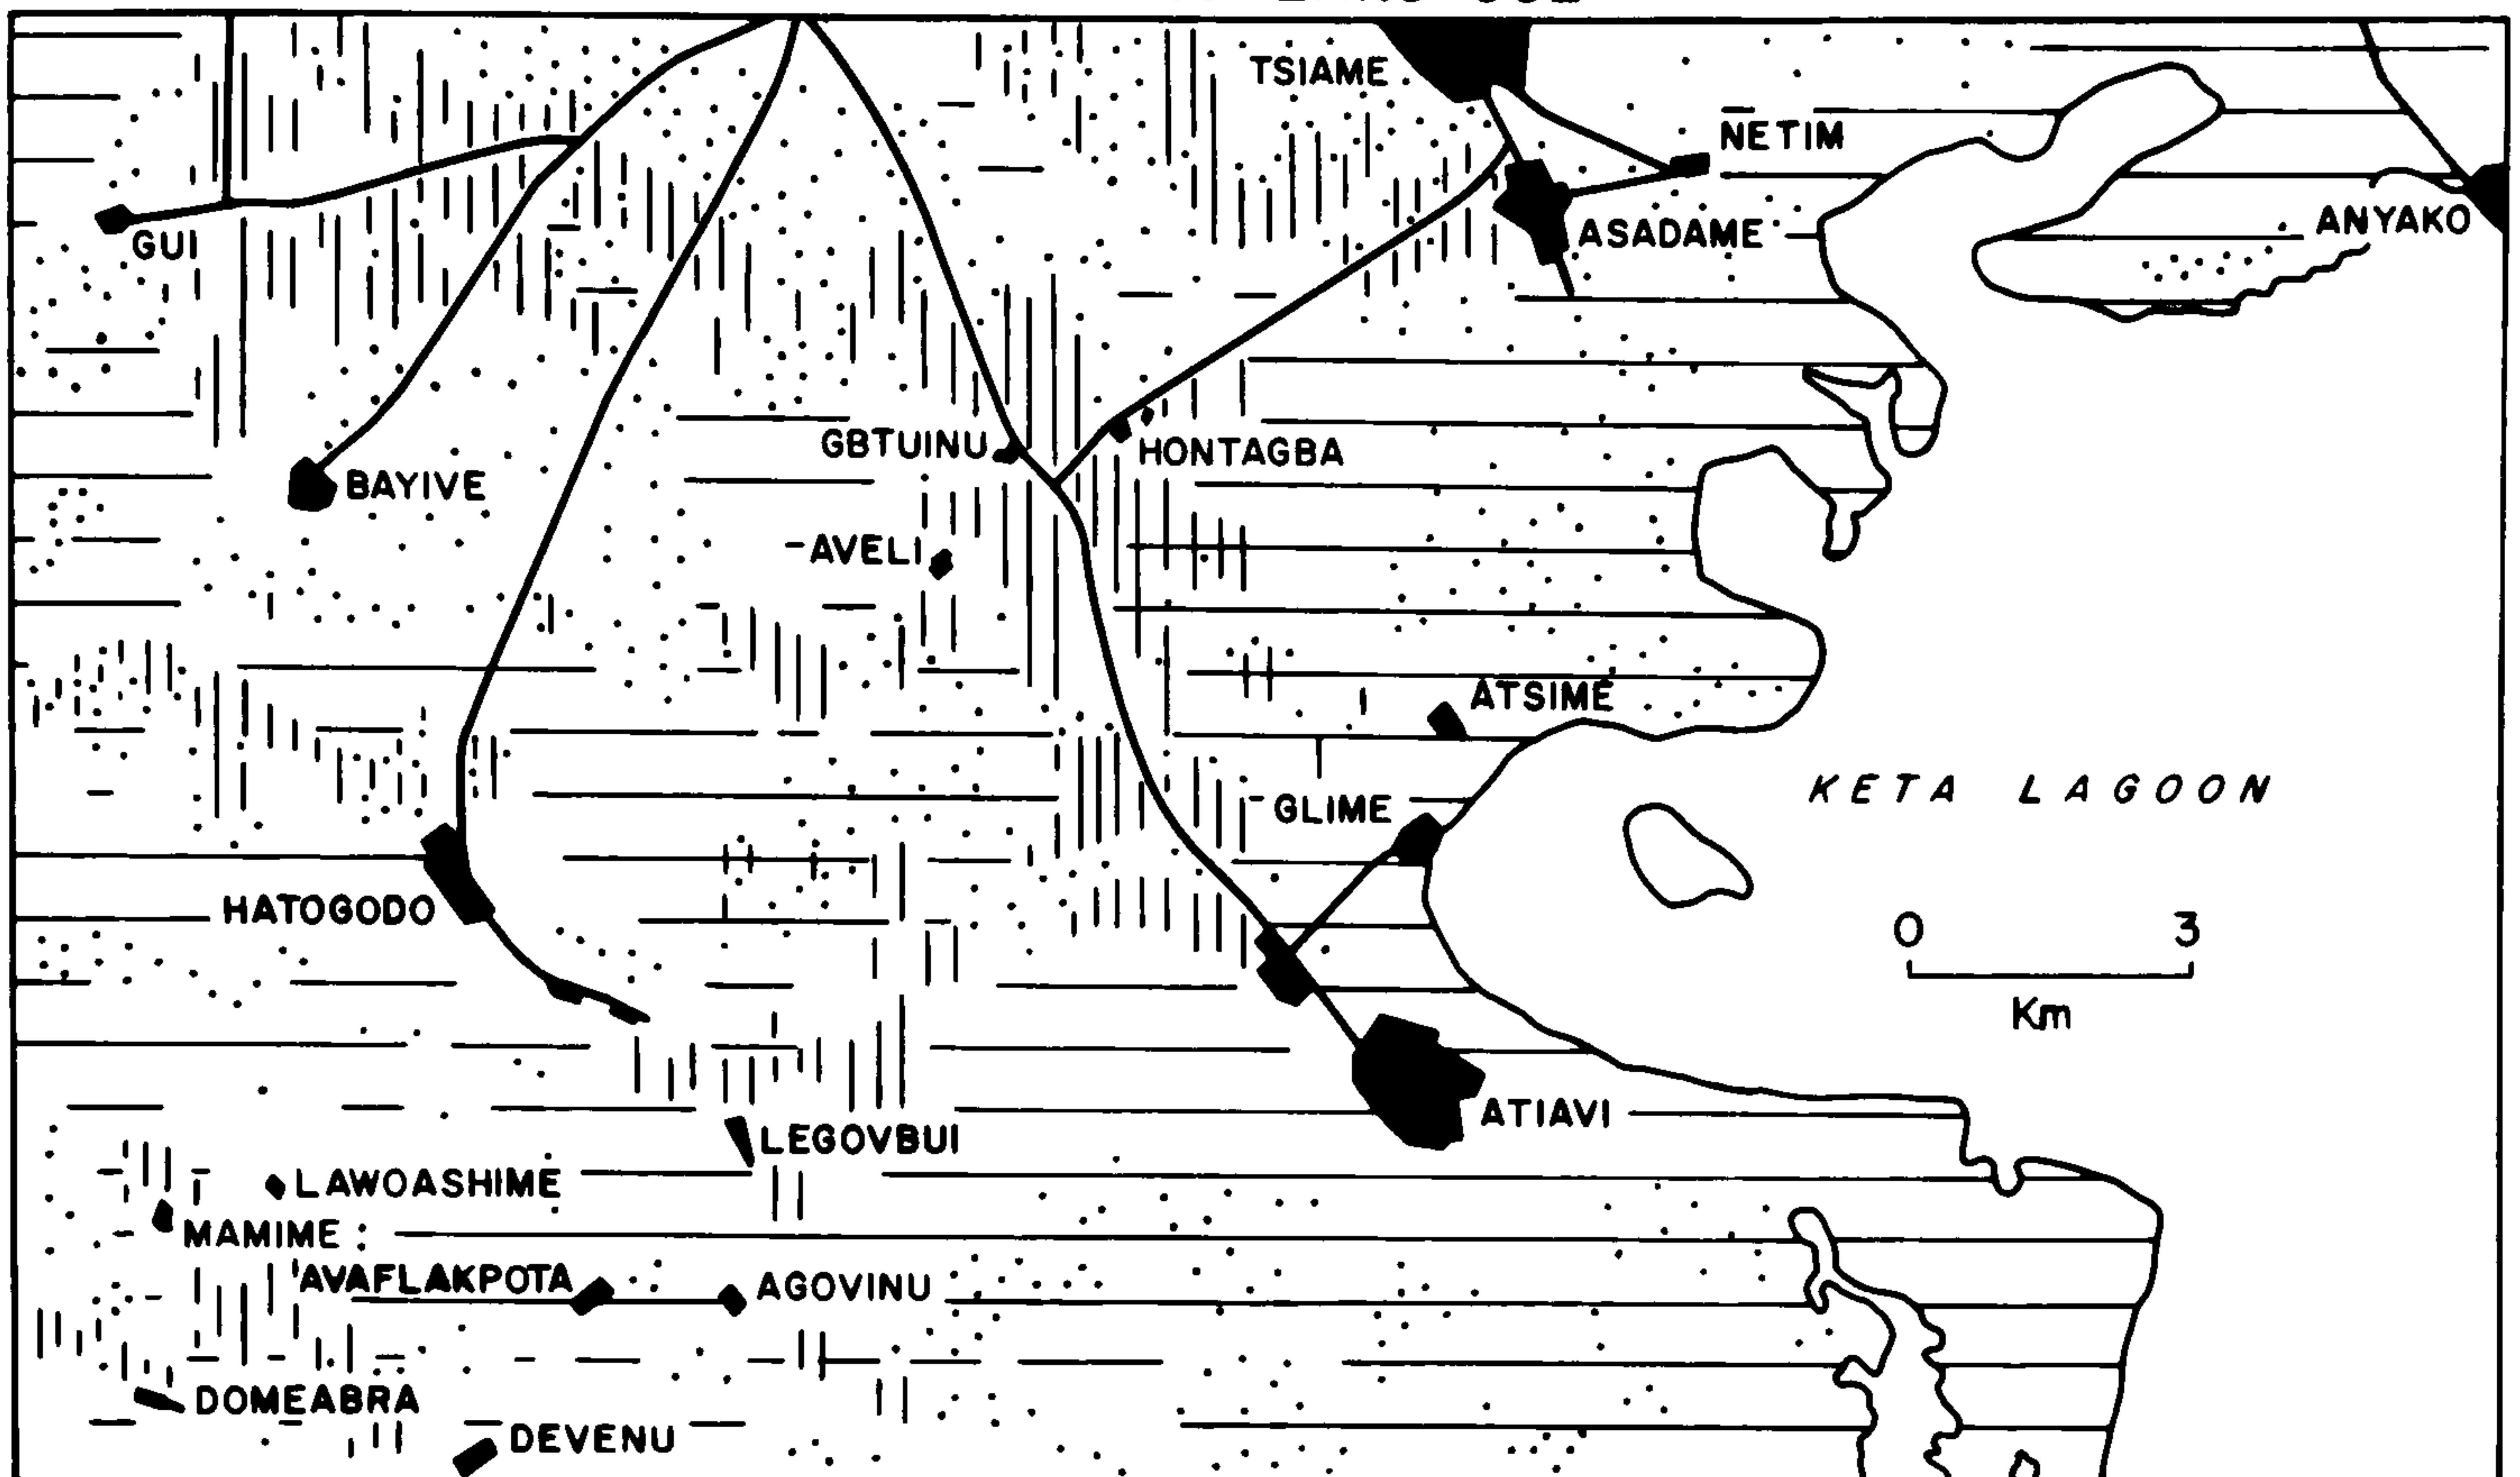 TSIAME
NETIM
ANYAKO
ASADAME
GUI
GBTUINU
HONTAGBA
BAYIVE
AVELI
ATSIME
KETA LAGOON
GLIME
HATOGODO
0 3
Km
ATIAVI
LEGOVBUI
LAWOASHIME
MAMIME
AVAFLAKPOTA
AGOVINU
DOMEABRA
DEVENU